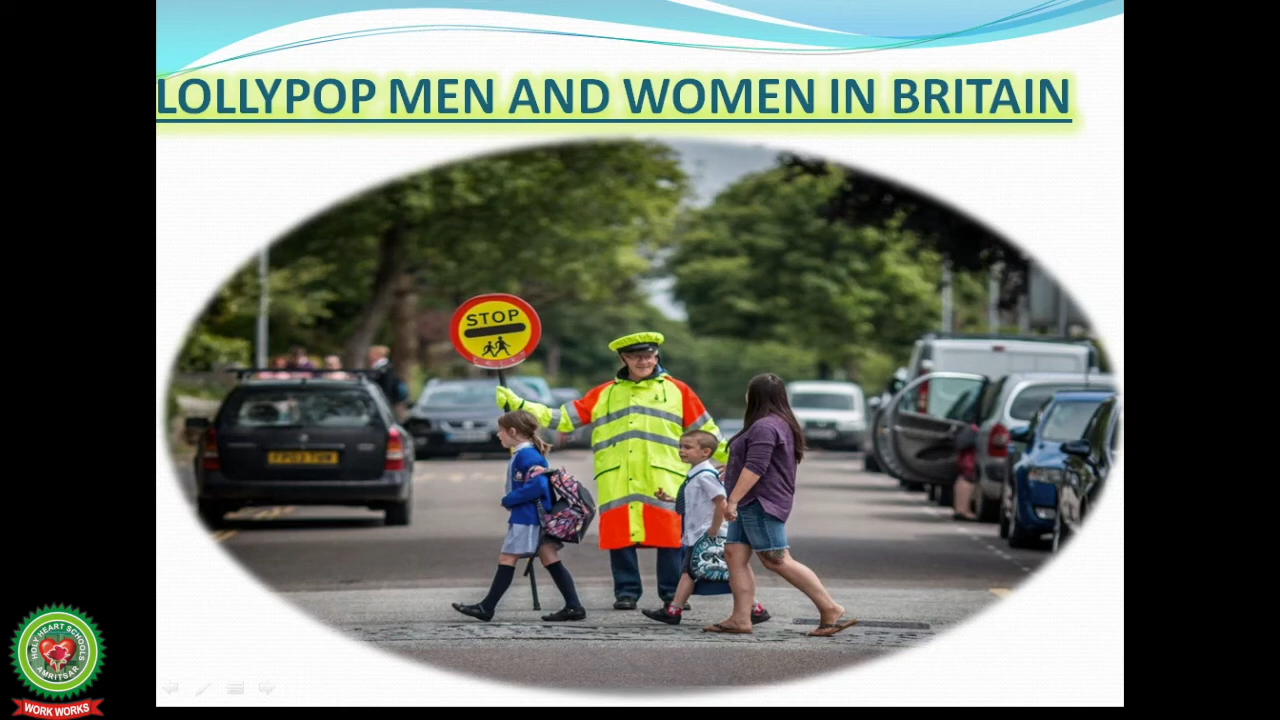 LOLLYPOP MEN AND WOMEN IN BRITAIN
STOP
HOLY HEART SCHOOLS
AMRITSAR
WORK WORKS